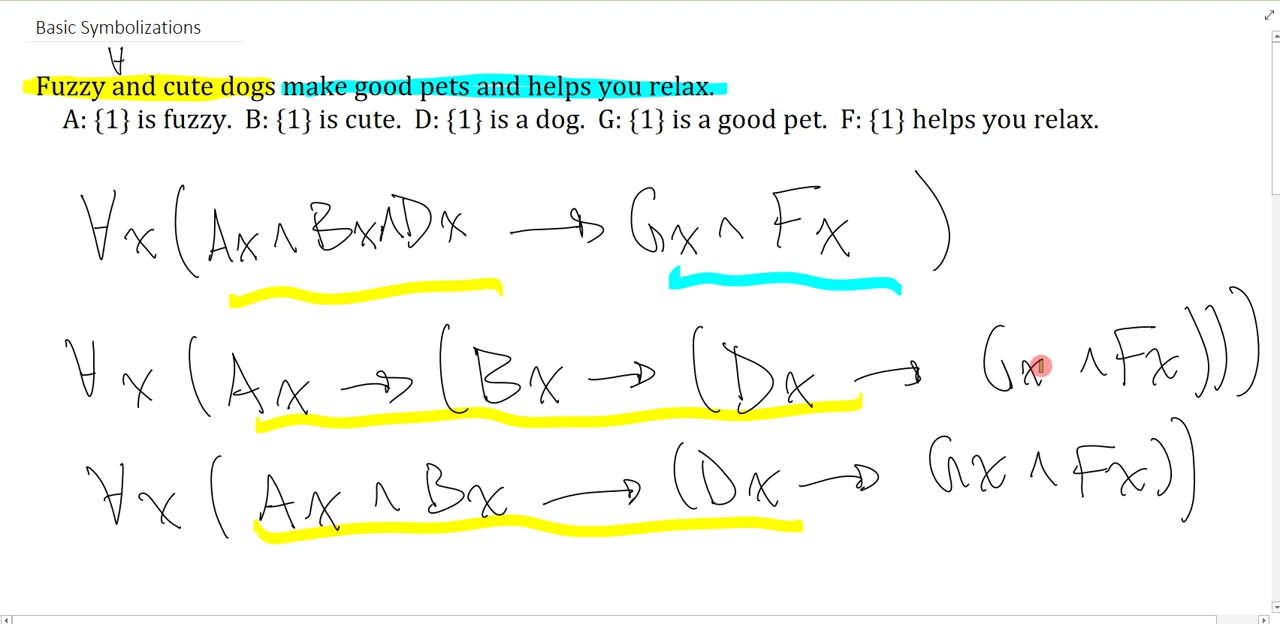 Basic Symbolizations
∀
Fuzzy and cute dogs make good pets and helps you relax.
A: {1} is fuzzy. B: {1} is cute. D: {1} is a dog. G: {1} is a good pet. F: {1} helps you relax.
∀x(Ax∧Bx∧Dx → Gx∧Fx)
∀x(Ax → (Bx → (Dx → Gx∧Fx))))
∀x(Ax∧Bx → (Dx → Gx∧Fx))